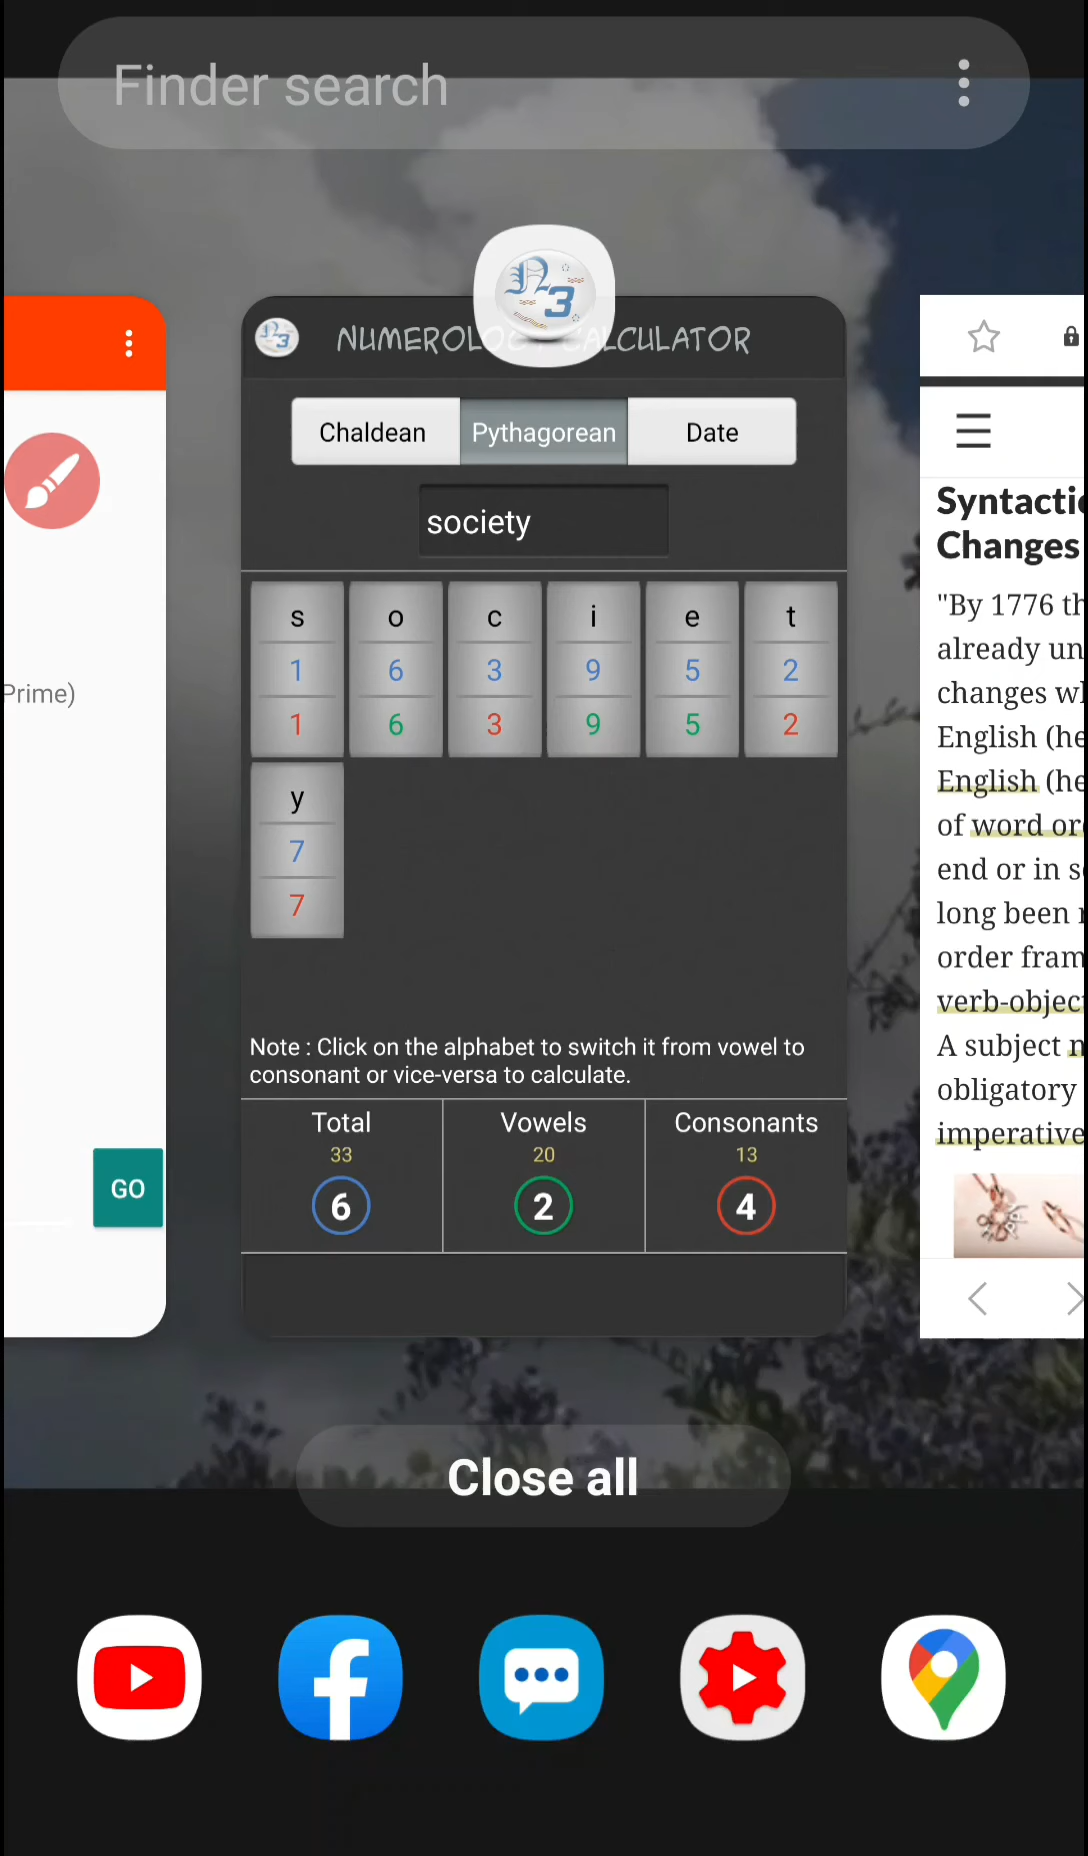 Finder search
NUMEROLOGY CALCULATOR
Chaldean
Pythagorean
Date
society
s o c i e t
1 6 3 9 5 2
1 6 3 9 5 2
y
7
7
Note : Click on the alphabet to switch it from vowel to
consonant or vice-versa to calculate.
Total Vowels Consonants
33 20 13
6 2 4
Prime)
GO
Syntactic
Changes
"By 1776 th
already un
changes wh
English (he
English (he
of word or
end or in s
long been
order fram
verb-objec
A subject
obligatory
imperative
Close all